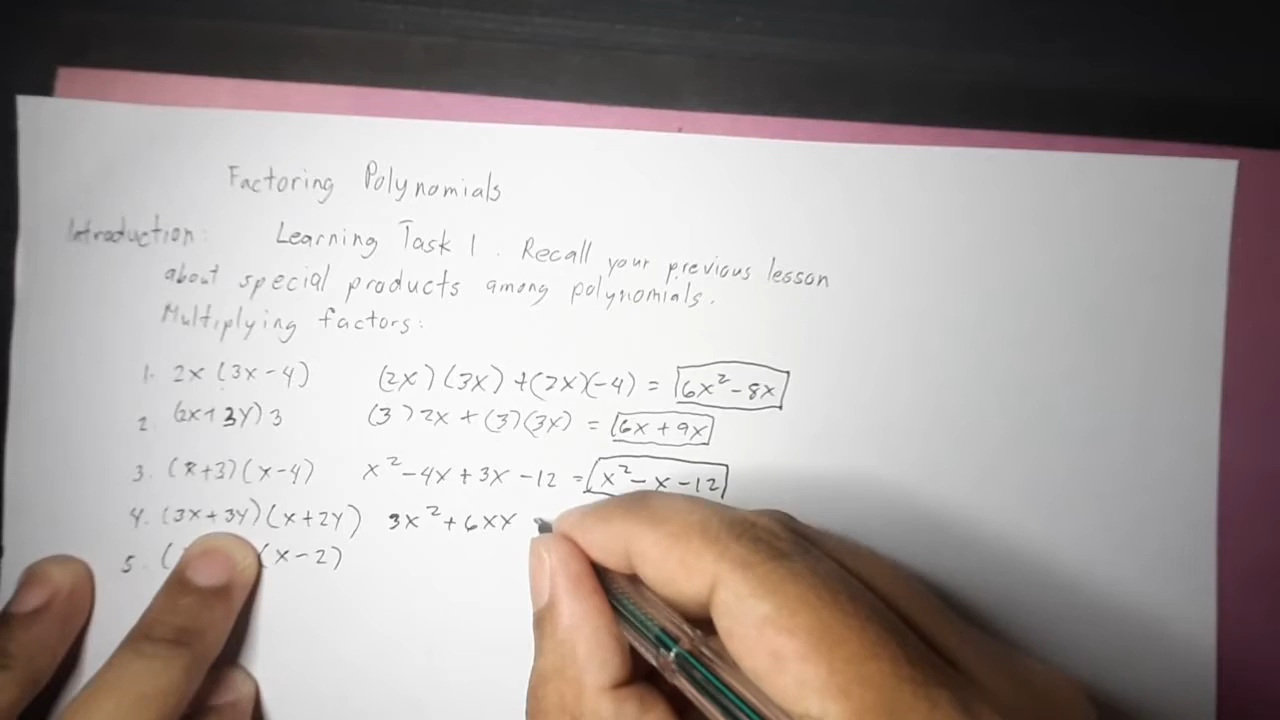 Factoring Polynomials
Introduction: Learning Task 1. Recall your previous lesson
about special products among polynomials.
Multiplying factors:
1. 2x (3x - 4) (2x)(3x) + (2x)(-4) = 6x² - 8x
2. (2x + 3y) 3 (3) 2x + (3)(3x) = 6x + 9x
3. (x + 3)(x - 4) x² - 4x + 3x - 12 = x² - x - 12
4. (3x + 3y)(x + 2y) 3x² + 6xy
5. ( (x - 2)